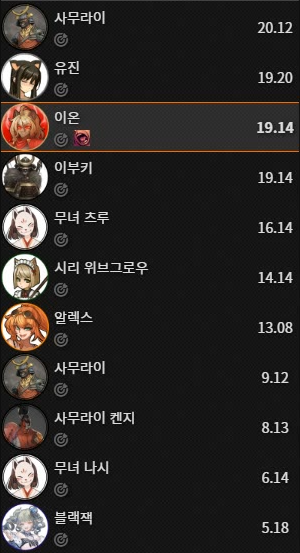 사무라이
20.12
유진
19.20
이온
19.14
이부키
19.14
무녀 츠루
16.14
시리 위브그로우
14.14
알렉스
13.08
사무라이
9.12
사무라이 켄지
8.13
무녀 나시
6.14
블랙잭
5.18